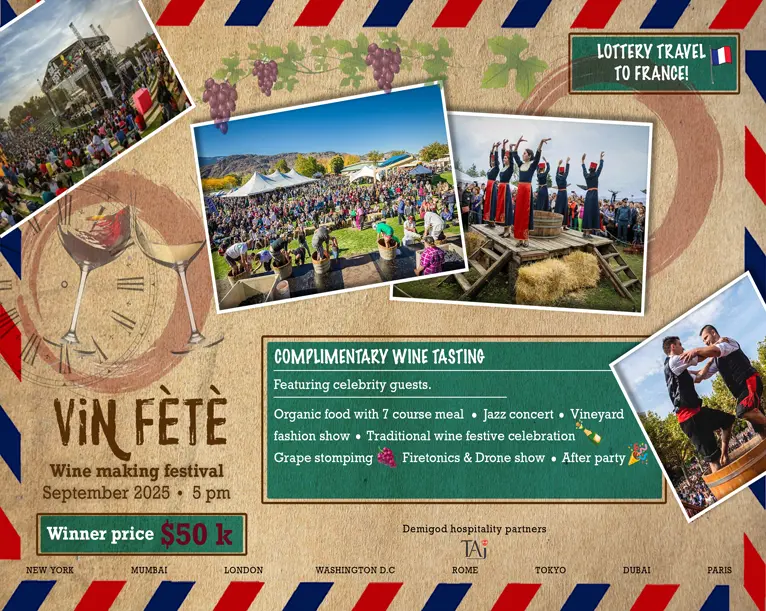 LOTTERY TRAVEL
TO FRANCE!
COMPLIMENTARY WINE TASTING
Featuring celebrity guests.
Organic food with 7 course meal • Jazz concert • Vineyard
fashion show • Traditional wine festive celebration
Grape stompimg Firetonics & Drone show • After party
ViN FÈTÈ
Wine making festival
September 2025 • 5 pm
Winner price $50 k
Demigod hospitality partners
TAj
NEW YORK MUMBAI LONDON WASHINGTON D.C ROME TOKYO DUBAI PARIS